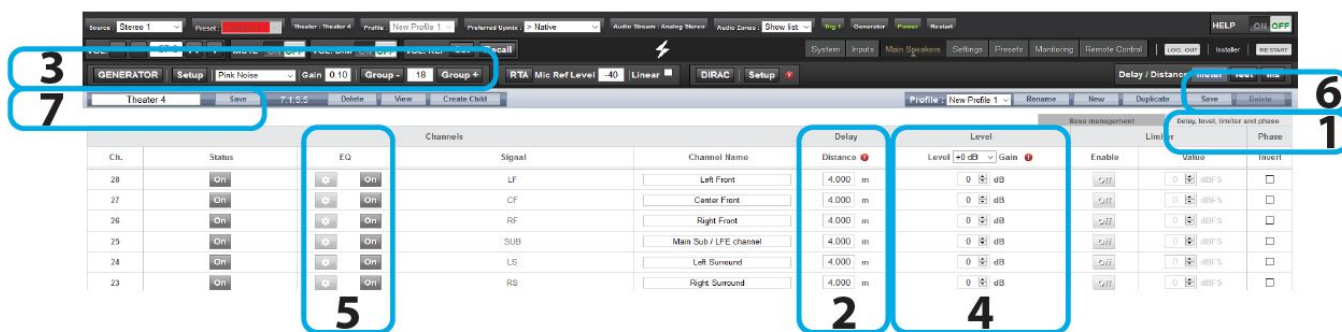 Source : Stereo 1 Preset : Theater : Theater 4 Profile : New Profile 1 Preferred Upmix : > Native Audio Stream : Analog Stereo Audio Zones : Show list Trig 1 Generator Power Restart HELP ON OFF
Recall System Inputs Main Speakers Settings Presets Monitoring Remote Control LOG OUT Installer RESTART
3 GENERATOR Setup Pink Noise Gain 0.10 Group - 18 Group + RTA Mic Ref Level -40 Linear DIRAC Setup Delay / Distance
7 Theater 4 Save 7.1.5.5 Delete View Create Child Profile : New Profile 1 Rename New Duplicate Save Delete 6
Bass management Delay, level, limiter and phase 1
Channels Delay Level Limiter Phase
Ch. Status EQ Signal Channel Name Distance Level +0 dB Gain Enable Value Invert
28 On On LF Left Front 4.000 m 0 dB Off 0 dBFS
27 On On CF Center Front 4.000 m 0 dB Off 0 dBFS
26 On On RF Right Front 4.000 m 0 dB Off 0 dBFS
25 On On SUB Main Sub / LFE channel 4.000 m 0 dB Off 0 dBFS
24 On On LS Left Surround 4.000 m 0 dB Off 0 dBFS
23 On On RS Right Surround 4.000 m 0 dB Off 0 dBFS
5 2 4